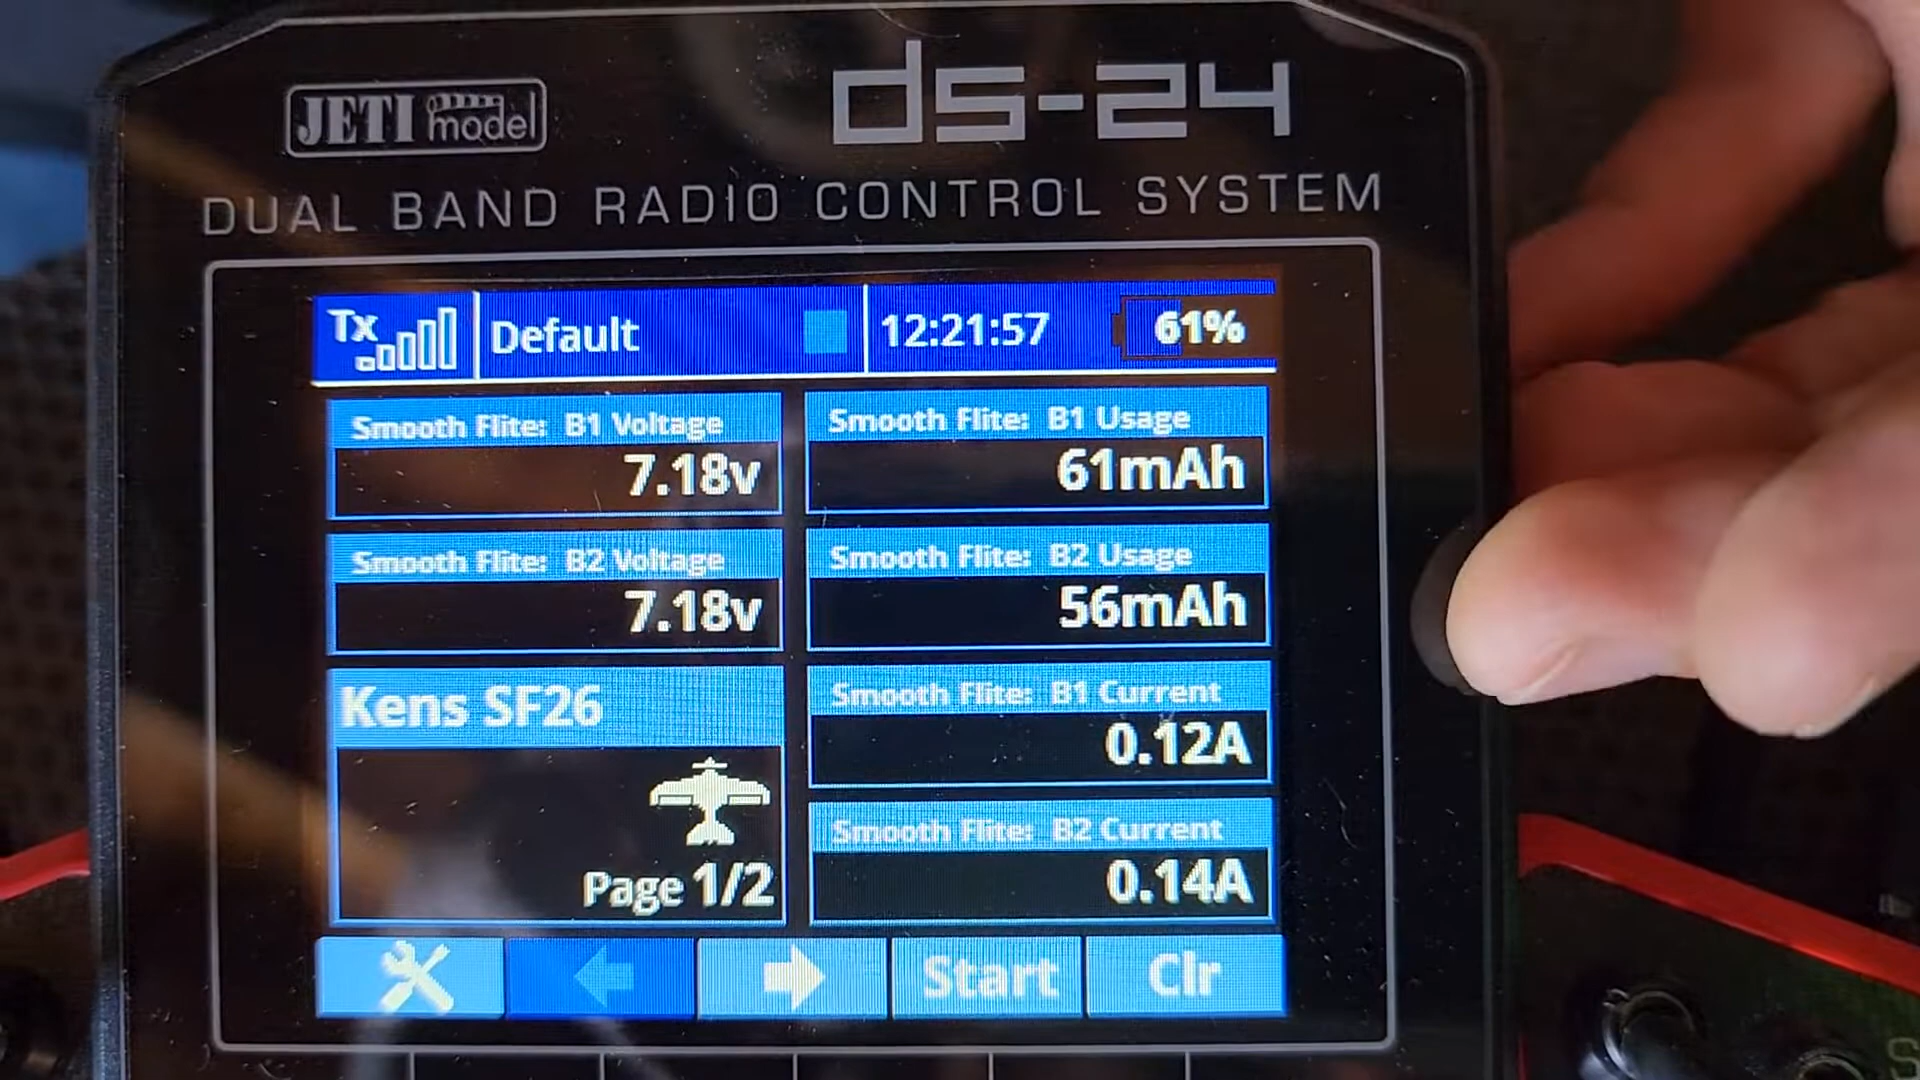 JETI model
ds-24
DUAL BAND RADIO CONTROL SYSTEM
Tx
Default
12:21:57
61%
Smooth Flite: B1 Voltage
7.18v
Smooth Flite: B1 Usage
61mAh
Smooth Flite: B2 Voltage
7.18v
Smooth Flite: B2 Usage
56mAh
Kens SF26
Page 1/2
Smooth Flite: B1 Current
0.12A
Smooth Flite: B2 Current
0.14A
Start
Clr
S